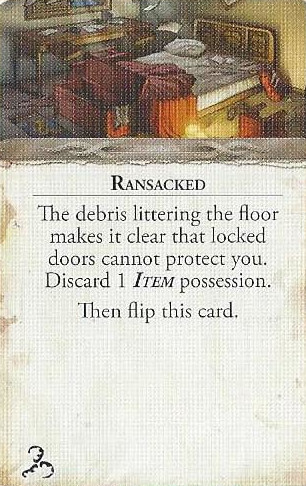 Ransacked
The debris littering the floor
makes it clear that locked
doors cannot protect you.
Discard 1 Item possession.
Then flip this card.